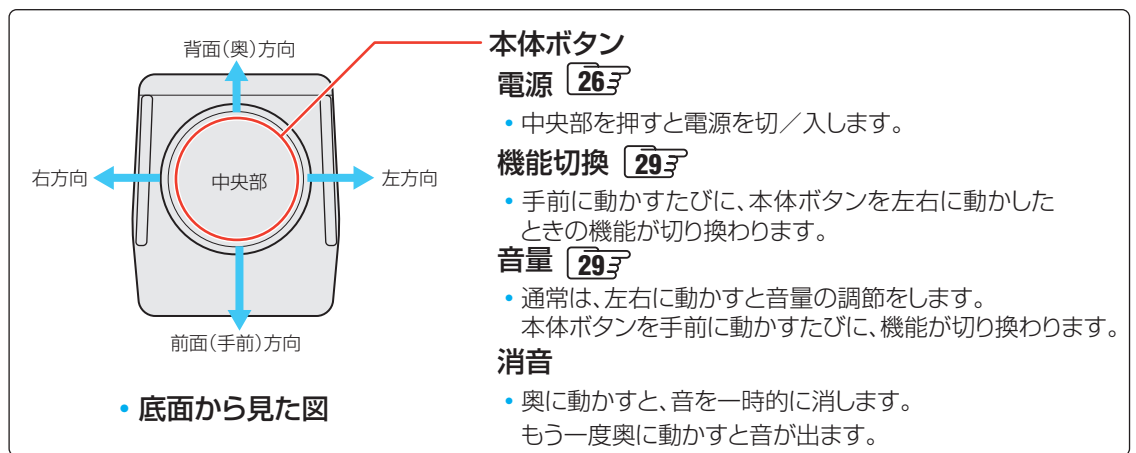 背面(奥)方向
右方向
中央部
左方向
前面(手前)方向
• 底面から見た図
本体ボタン
電源 26
• 中央部を押すと電源を切／入します。
機能切換 29
• 手前に動かすたびに、本体ボタンを左右に動かした
ときの機能が切り換わります。
音量 29
• 通常は、左右に動かすと音量の調節をします。
本体ボタンを手前に動かすたびに、機能が切り換わります。
消音
• 奥に動かすと、音を一時的に消します。
もう一度奥に動かすと音が出ます。